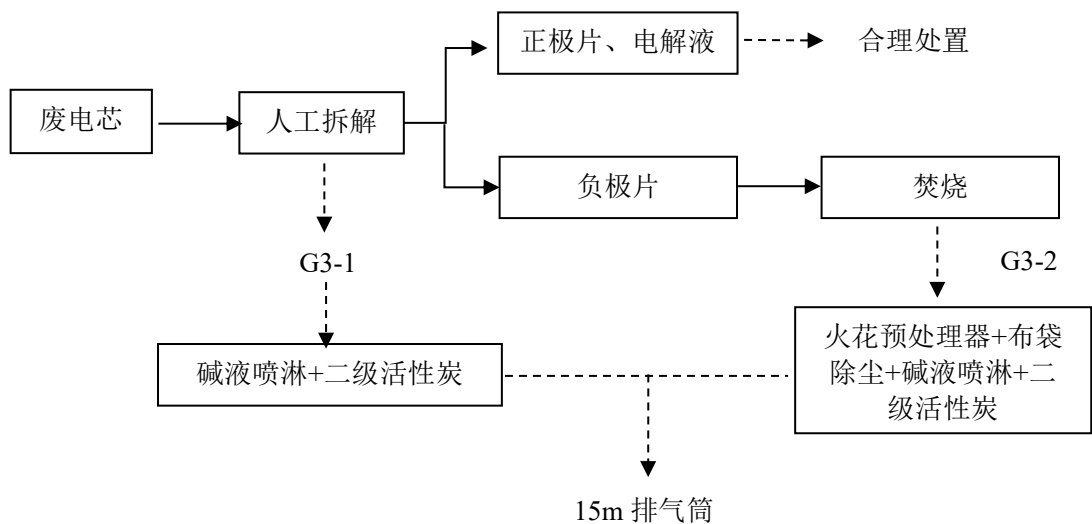 正极片、电解液
合理处置
废电芯
人工拆解
负极片
焚烧
G3-1
G3-2
碱液喷淋+二级活性炭
火花预处理器+布袋
除尘+碱液喷淋+二
级活性炭
15m 排气筒